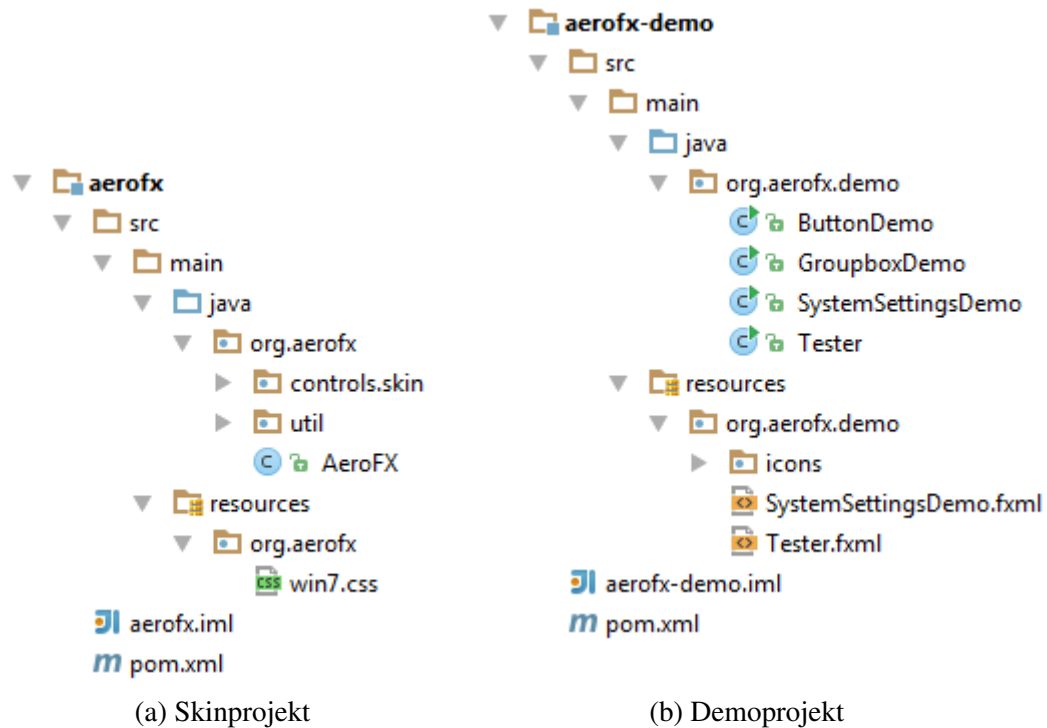 aerofx
src
main
java
org.aerofx
controls.skin
util
AeroFX
resources
org.aerofx
win7.css
aerofx.iml
pom.xml
(a) Skinprojekt
aerofx-demo
src
main
java
org.aerofx.demo
ButtonDemo
GroupboxDemo
SystemSettingsDemo
Tester
resources
org.aerofx.demo
icons
SystemSettingsDemo.fxml
Tester.fxml
aerofx-demo.iml
pom.xml
(b) Demoprojekt